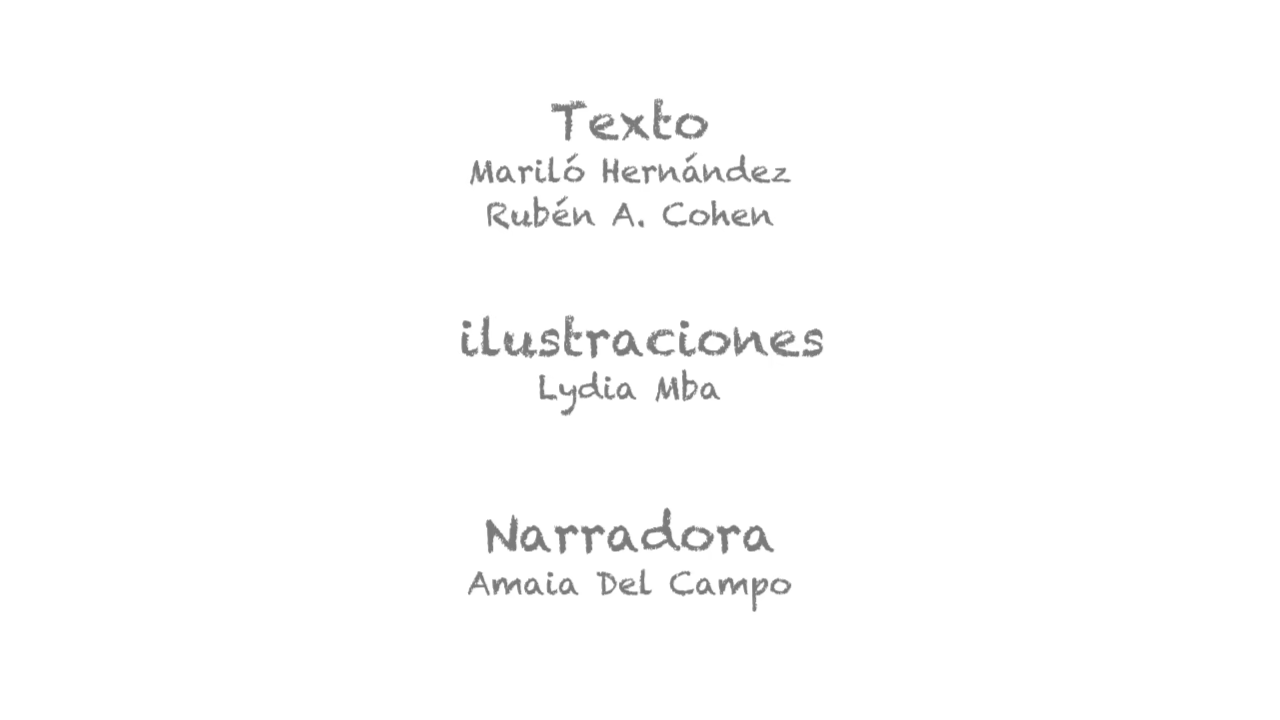 Texto
Mariló Hernández
Rubén A. Cohen
ilustraciones
Lydia Mba
Narradora
Amaia Del Campo